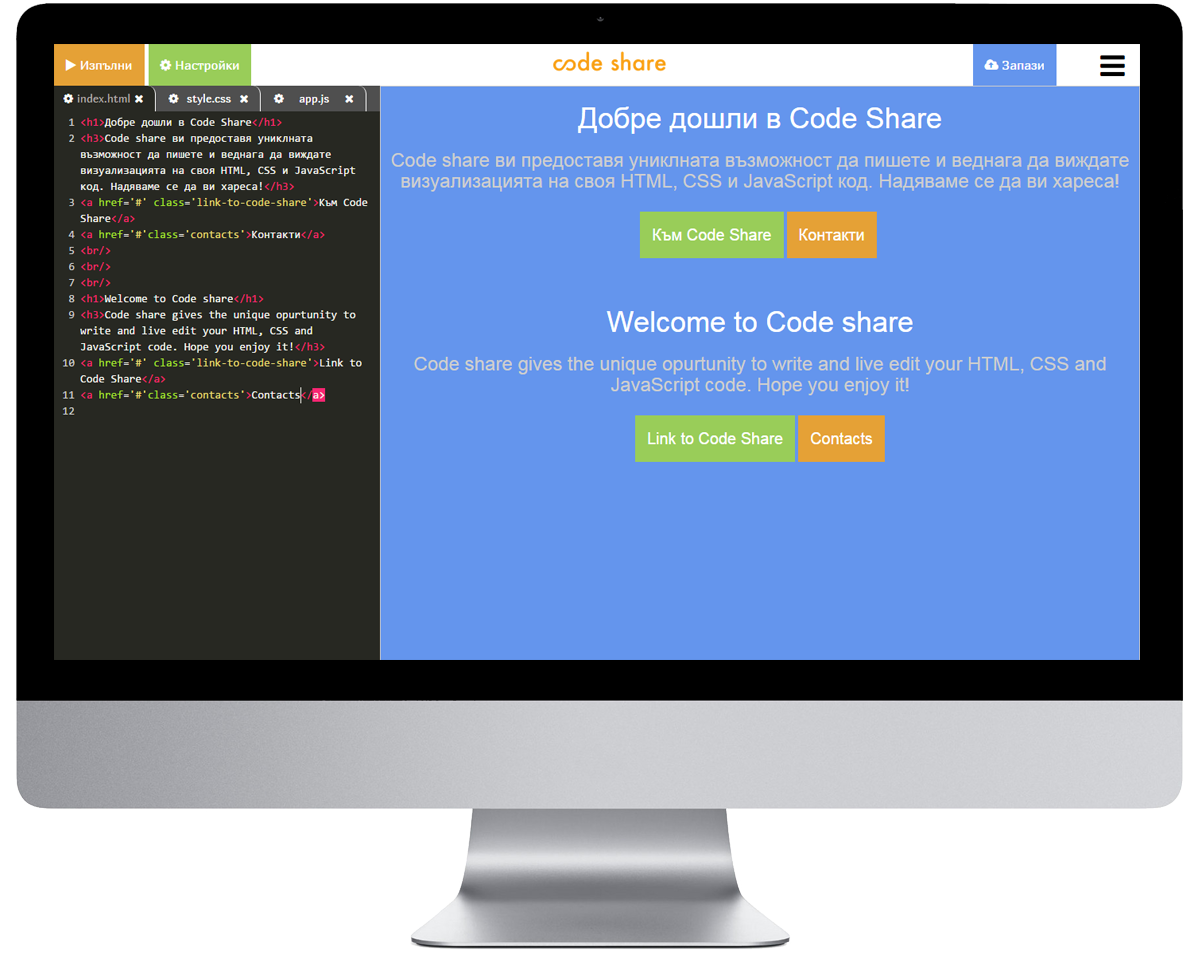 Изпълни
Настройки
code share
Запази
index.html
style.css
app.js
1 <h1>Добре дошли в Code Share</h1>
2 <h3>Code share ви предоставя униклната
възможност да пишете и веднага да виждате
визуализацията на своя HTML, CSS и JavaScript
код. Надяваме се да ви хареса!</h3>
3 <a href='#' class='link-to-code-share'>Към Code
Share</a>
4 <a href='#'class='contacts'>Контакти</a>
5 <br/>
6 <br/>
7 <br/>
8 <h1>Welcome to Code share</h1>
9 <h3>Code share gives the unique opurtunity to
write and live edit your HTML, CSS and
JavaScript code. Hope you enjoy it!</h3>
10 <a href='#' class='link-to-code-share'>Link to
Code Share</a>
11 <a href='#'class='contacts'>Contacts</a>
12
Добре дошли в Code Share
Code share ви предоставя униклната възможност да пишете и веднага да виждате
визуализацията на своя HTML, CSS и JavaScript код. Надяваме се да ви хареса!
Към Code Share
Контакти
Welcome to Code share
Code share gives the unique opurtunity to write and live edit your HTML, CSS and
JavaScript code. Hope you enjoy it!
Link to Code Share
Contacts